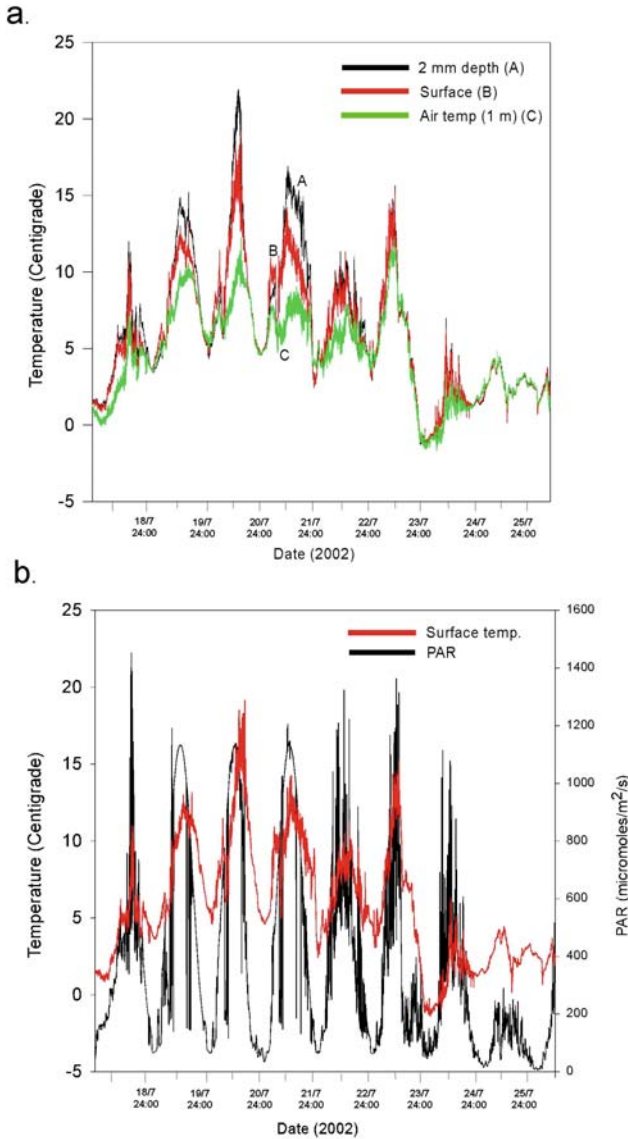 a.
25
20
15
10
5
0
-5
Temperature (Centigrade)
2 mm depth (A)
Surface (B)
Air temp (1 m) (C)
A
B
C
18/7 19/7 20/7 21/7 22/7 23/7 24/7 25/7
24:00 24:00 24:00 24:00 24:00 24:00 24:00 24:00
Date (2002)
b.
25
20
15
10
5
0
-5
Temperature (Centigrade)
Surface temp.
PAR
1600
1400
1200
1000
800
600
400
200
0
PAR (micromoles/m²/s)
18/7 19/7 20/7 21/7 22/7 23/7 24/7 25/7
24:00 24:00 24:00 24:00 24:00 24:00 24:00 24:00
Date (2002)